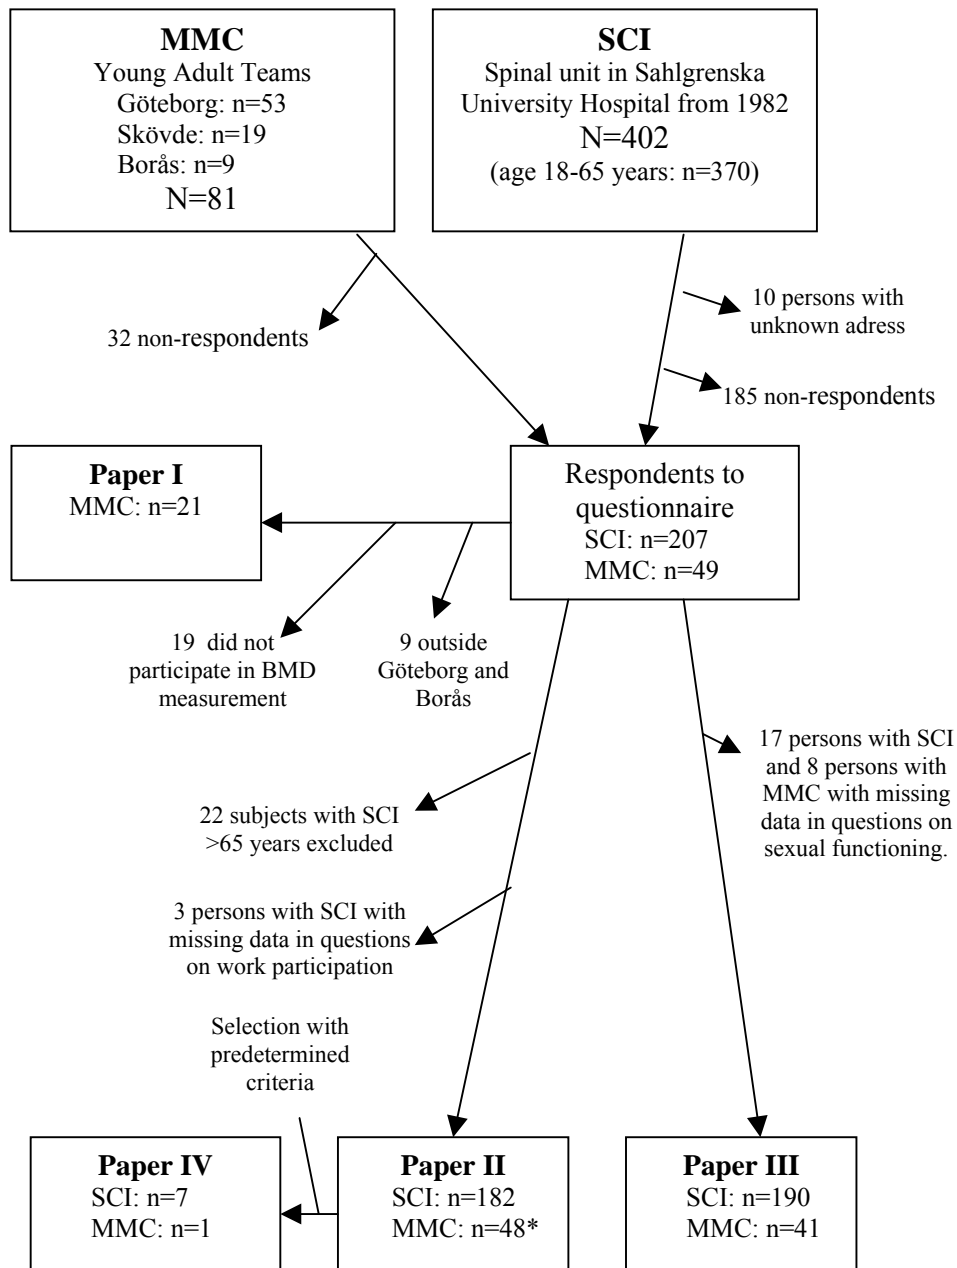 MMC
Young Adult Teams
Göteborg: n=53
Skövde: n=19
Borås: n=9
N=81
SCI
Spinal unit in Sahlgrenska
University Hospital from 1982
N=402
(age 18-65 years: n=370)
32 non-respondents
10 persons with
unknown adress
185 non-respondents
Paper I
MMC: n=21
Respondents to
questionnaire
SCI: n=207
MMC: n=49
19 did not
participate in BMD
measurement
9 outside
Göteborg and
Borås
22 subjects with SCI
>65 years excluded
17 persons with SCI
and 8 persons with
MMC with missing
data in questions on
sexual functioning.
3 persons with SCI with
missing data in questions
on work participation
Selection with
predetermined
criteria
Paper IV
SCI: n=7
MMC: n=1
Paper II
SCI: n=182
MMC: n=48*
Paper III
SCI: n=190
MMC: n=41